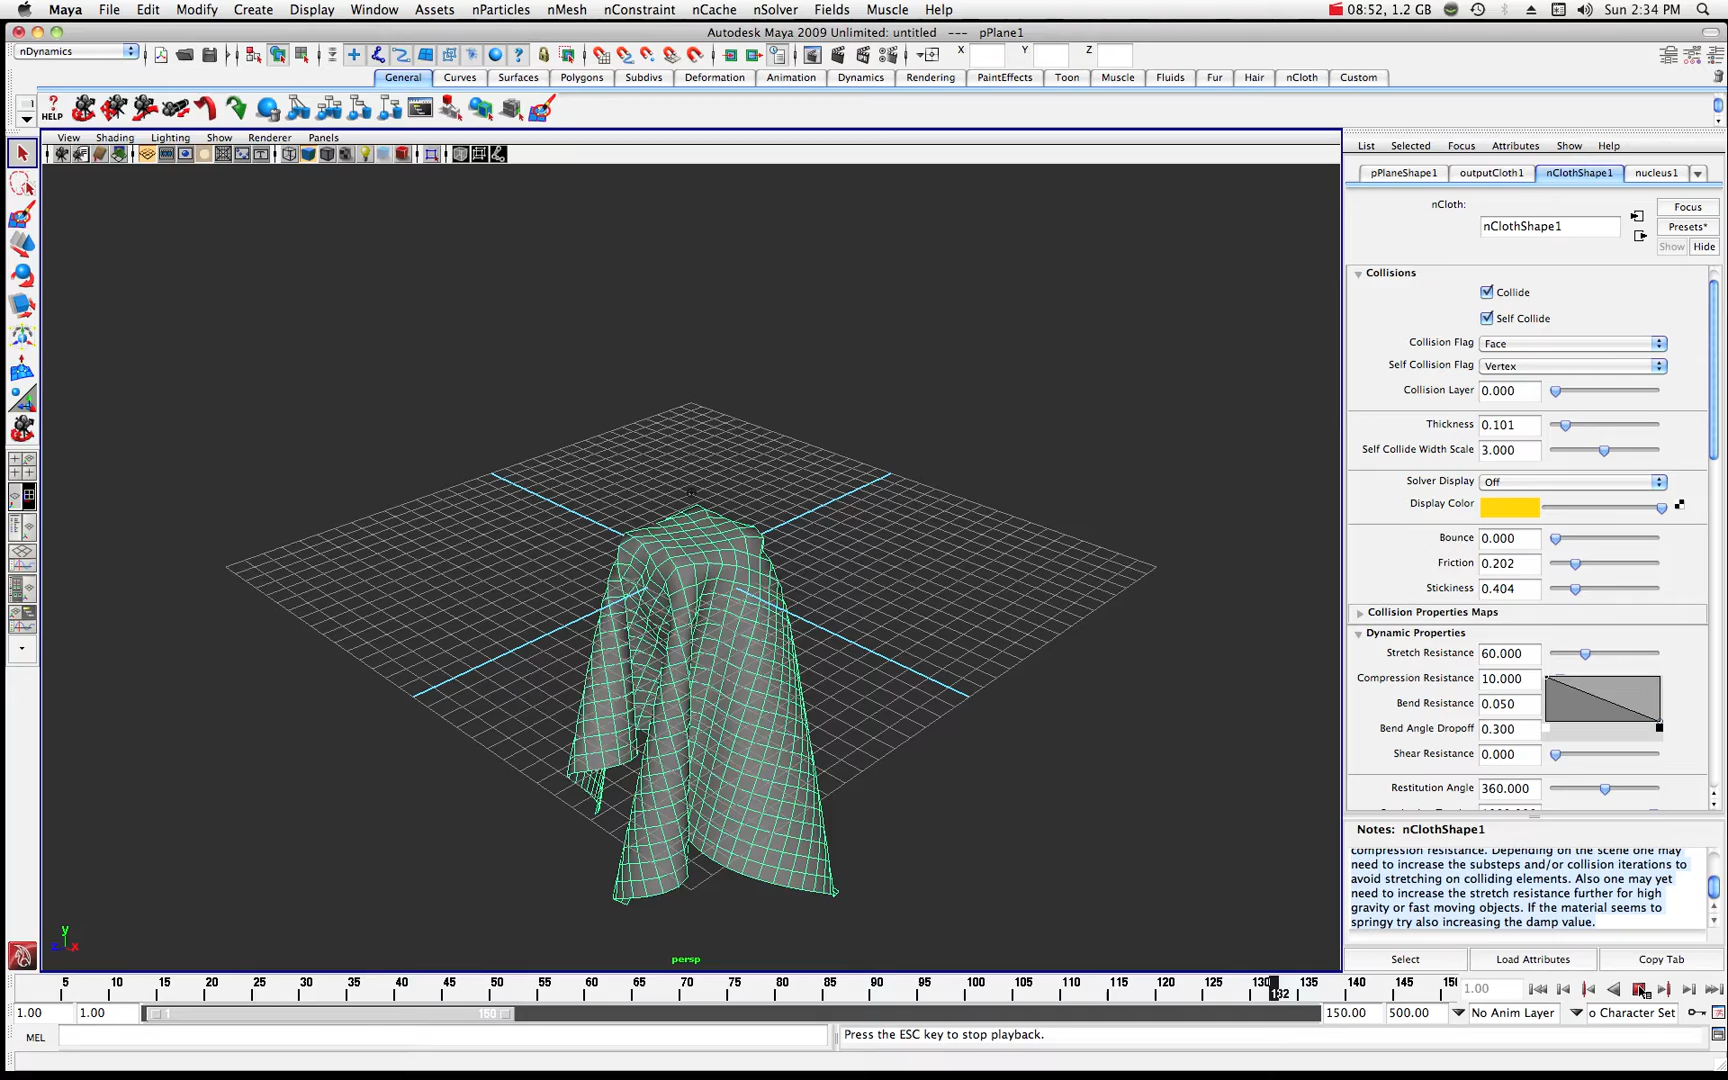 Maya File Edit Modify Create Display Window Assets nParticles nMesh nConstraint nCache nSolver Fields Muscle Help 08:52, 1.2 GB Sun 2:34 PM
Autodesk Maya 2009 Unlimited: untitled --- pPlane1
nDynamics X Y Z
General Curves Surfaces Polygons Subdivs Deformation Animation Dynamics Rendering PaintEffects Toon Muscle Fluids Fur Hair nCloth Custom
?
HELP
View Shading Lighting Show Renderer Panels
List Selected Focus Attributes Show Help
pPlaneShape1 outputCloth1 nClothShape1 nucleus1
nCloth: Focus
nClothShape1 Presets*
Show Hide
Collisions
Collide
Self Collide
Collision Flag Face
Self Collision Flag Vertex
Collision Layer 0.000
Thickness 0.101
Self Collide Width Scale 3.000
Solver Display Off
Display Color
Bounce 0.000
Friction 0.202
Stickiness 0.404
Collision Properties Maps
Dynamic Properties
Stretch Resistance 60.000
Compression Resistance 10.000
Bend Resistance 0.050
Bend Angle Dropoff 0.300
Shear Resistance 0.000
Restitution Angle 360.000
Notes: nClothShape1
compression resistance. Depending on the scene one may
need to increase the substeps and/or collision iterations to
avoid stretching on colliding elements. Also one may yet
need to increase the stretch resistance further for high
gravity or fast moving objects. If the material seems to
springy try also increasing the damp value.
y
z x
persp
Select Load Attributes Copy Tab
5 10 15 20 25 30 35 40 45 50 55 60 65 70 75 80 85 90 95 100 105 110 115 120 125 130 135 140 145 150 1.00
132
1.00 1.00 1 150 150.00 500.00 No Anim Layer o Character Set
MEL Press the ESC key to stop playback.